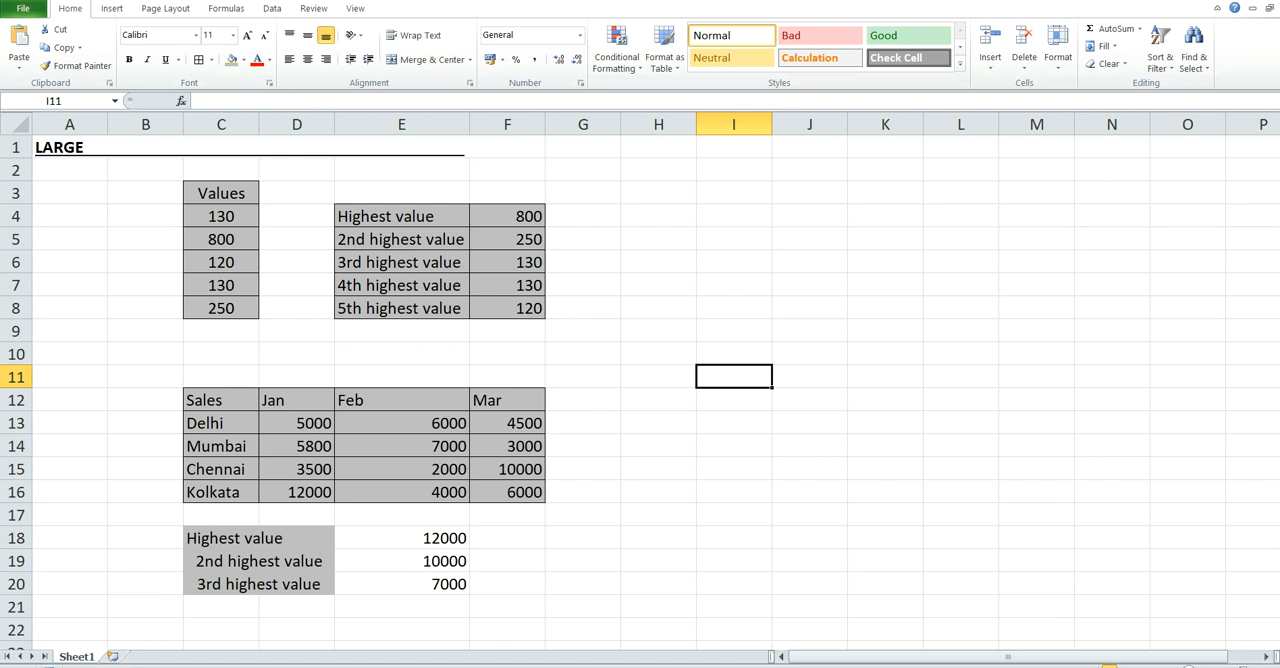 File Home Insert Page Layout Formulas Data Review View
Cut
Copy
Format Painter
Paste
Clipboard
Calibri 11
B I U
Font
Wrap Text
Merge & Center
Alignment
General
%
Number
Conditional Formatting
Format as Table
Normal Bad Good
Neutral Calculation Check Cell
Styles
Insert Delete Format
Cells
AutoSum
Fill
Clear
Sort & Filter
Find & Select
Editing
I11 fx
A B C D E F G H I J K L M N O P
1 LARGE
2
3 Values
4 130 Highest value 800
5 800 2nd highest value 250
6 120 3rd highest value 130
7 130 4th highest value 130
8 250 5th highest value 120
9
10
11
12 Sales Jan Feb Mar
13 Delhi 5000 6000 4500
14 Mumbai 5800 7000 3000
15 Chennai 3500 2000 10000
16 Kolkata 12000 4000 6000
17
18 Highest value 12000
19 2nd highest value 10000
20 3rd highest value 7000
21
22
Sheet1